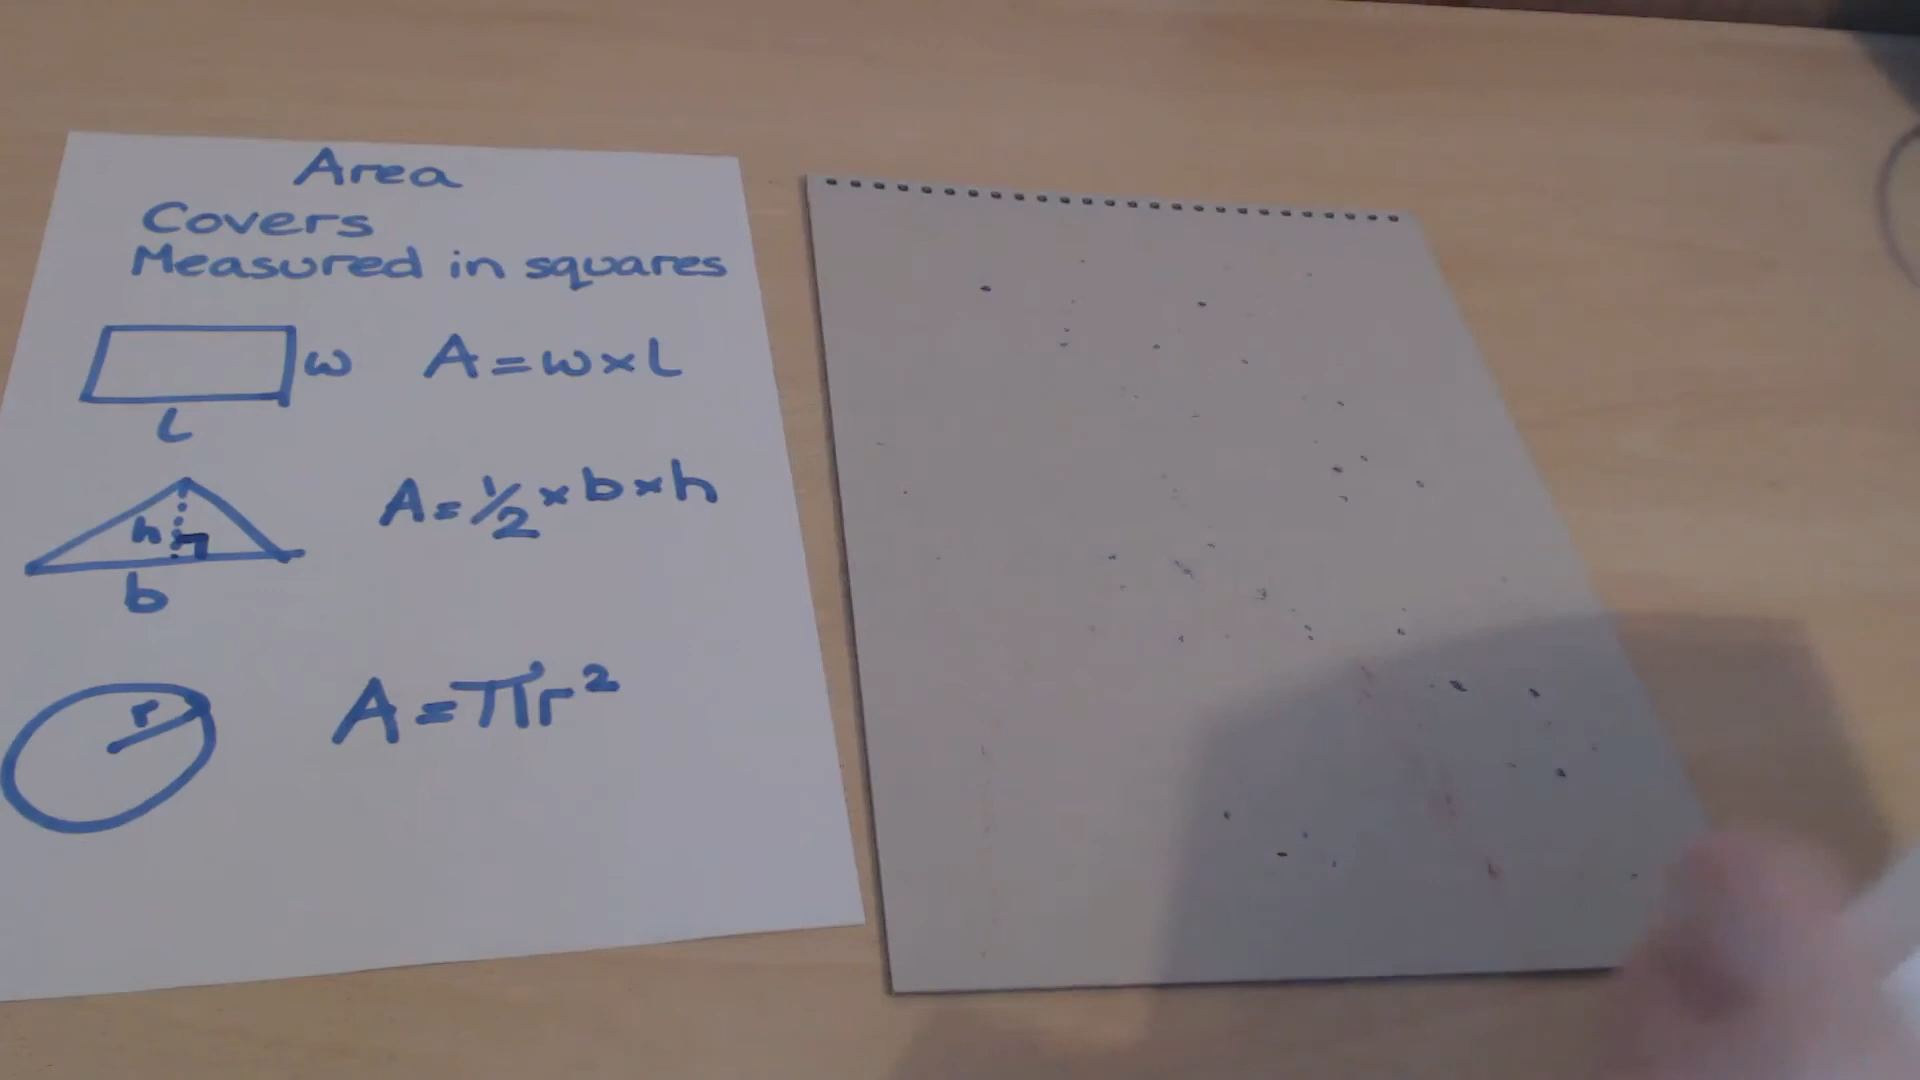 Area
Covers
Measured in squares
w A = w × L
L
h A = 1/2 × b × h
b
r A = πr²